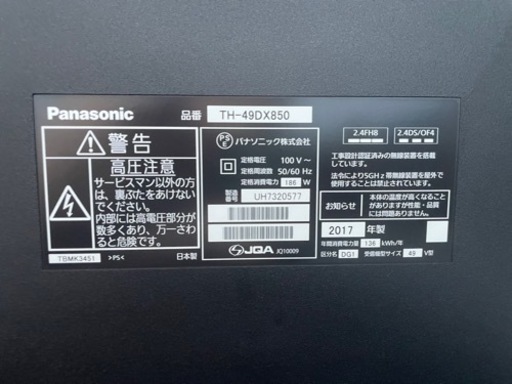 Panasonic 品番 TH-49DX850
警告
高圧注意
サービスマン以外の方
は、裏ぶたをあけないで
ください。
内部には高電圧部分が
数多くあり、万一さわ
ると危険です。
TBMK3451 >PS< 日本製
PSE パナソニック株式会社
定格電圧 100 V~
定格周波数 50/60 Hz
定格消費電力 186 W
製造番号 UH7320577
JQA JQ10009
2.4FH8 2.4DS/OF4
工事設計認証済みの無線装置を搭載
しています。
法令により5GHz帯無線装置を屋外で
使用することは禁止されています。
お知らせ 本体の温度が高くなる
ことがありますが、性能
品質には問題ありません
2017 年製
年間消費電力量 136 kWh/年
区分名 DG1 受信機型サイズ 49 V型